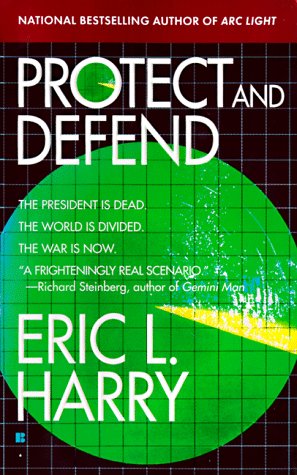 NATIONAL BESTSELLING AUTHOR OF ARC LIGHT
PROTECT AND
DEFEND
THE PRESIDENT IS DEAD.
THE WORLD IS DIVIDED.
THE WAR IS NOW.
"A FRIGHTENINGLY REAL SCENARIO."
—Richard Steinberg, author of Gemini Man
ERIC L.
HARRY
B